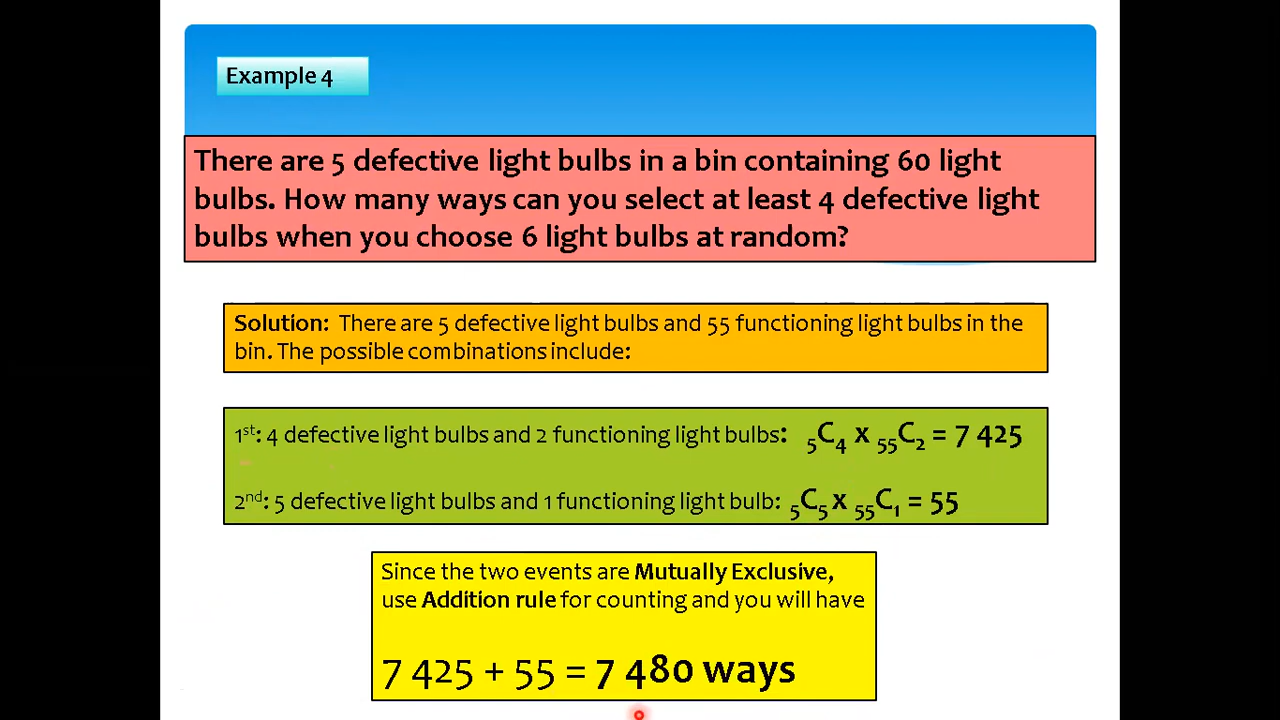 Example 4
There are 5 defective light bulbs in a bin containing 60 light
bulbs. How many ways can you select at least 4 defective light
bulbs when you choose 6 light bulbs at random?
Solution: There are 5 defective light bulbs and 55 functioning light bulbs in the
bin. The possible combinations include:
1st: 4 defective light bulbs and 2 functioning light bulbs: ₅C₄ x ₅₅C₂ = 7 425
2nd: 5 defective light bulbs and 1 functioning light bulb: ₅C₅ x ₅₅C₁ = 55
Since the two events are Mutually Exclusive,
use Addition rule for counting and you will have
7 425 + 55 = 7 480 ways